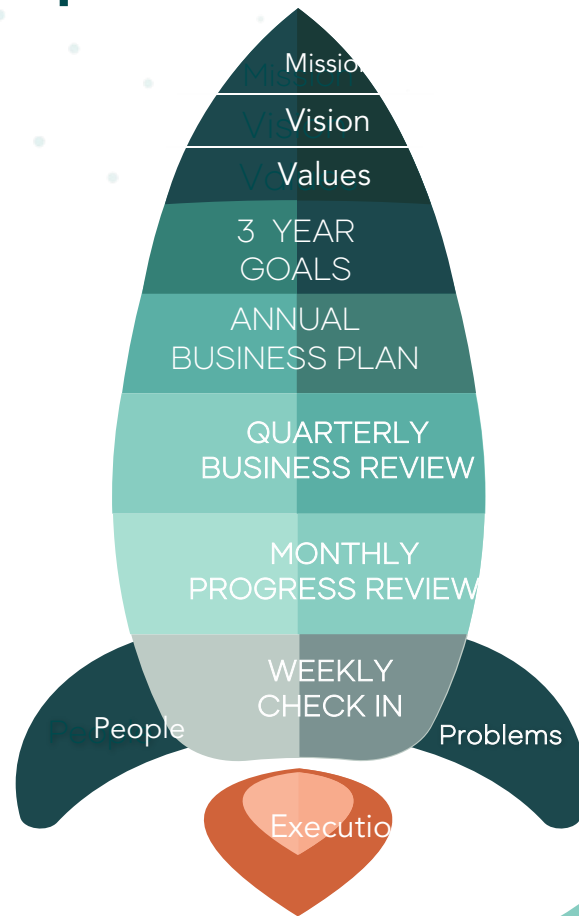 Mission
Vision
Values
3 YEAR
GOALS
ANNUAL
BUSINESS PLAN
QUARTERLY
BUSINESS REVIEW
MONTHLY
PROGRESS REVIEW
WEEKLY
CHECK IN
People
Problems
Executio